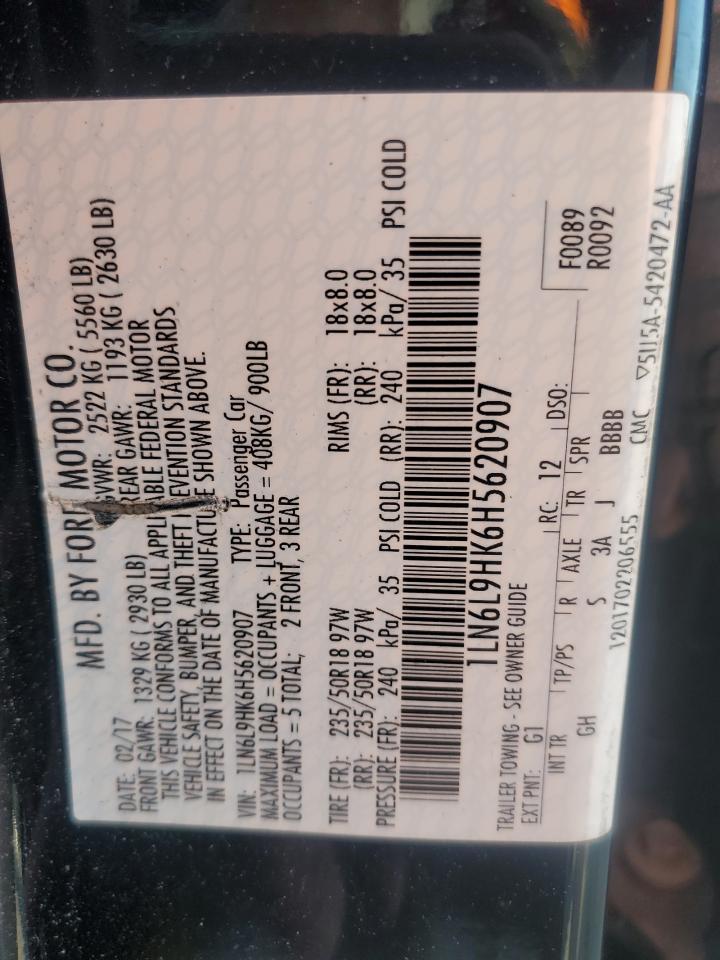 MFD. BY FORD MOTOR CO.
DATE: 02/17 GVWR: 2522 KG ( 5560 LB)
FRONT GAWR: 1329 KG ( 2930 LB) REAR GAWR: 1193 KG ( 2630 LB)
THIS VEHICLE CONFORMS TO ALL APPLICABLE FEDERAL MOTOR
VEHICLE SAFETY, BUMPER, AND THEFT PREVENTION STANDARDS
IN EFFECT ON THE DATE OF MANUFACTURE SHOWN ABOVE.
VIN: 1LN6L9HK6H5620907 TYPE: Passenger Car
MAXIMUM LOAD = OCCUPANTS + LUGGAGE = 408KG/ 900LB
OCCUPANTS = 5 TOTAL; 2 FRONT, 3 REAR
TIRE (FR): 235/50R18 97W RIMS (FR): 18x8.0
(RR): 235/50R18 97W (RR): 18x8.0
PRESSURE (FR): 240 kPa/ 35 PSI COLD (RR): 240 kPa/ 35 PSI COLD
1LN6L9HK6H5620907
TRAILER TOWING - SEE OWNER GUIDE
EXT PNT: G1 RC: 12 DSO:
INT TR TP/PS R AXLE TR SPR F0089
GH S 3A J BBBB R0092
1201702206555 CMC ▽5U5A-5420472-AA